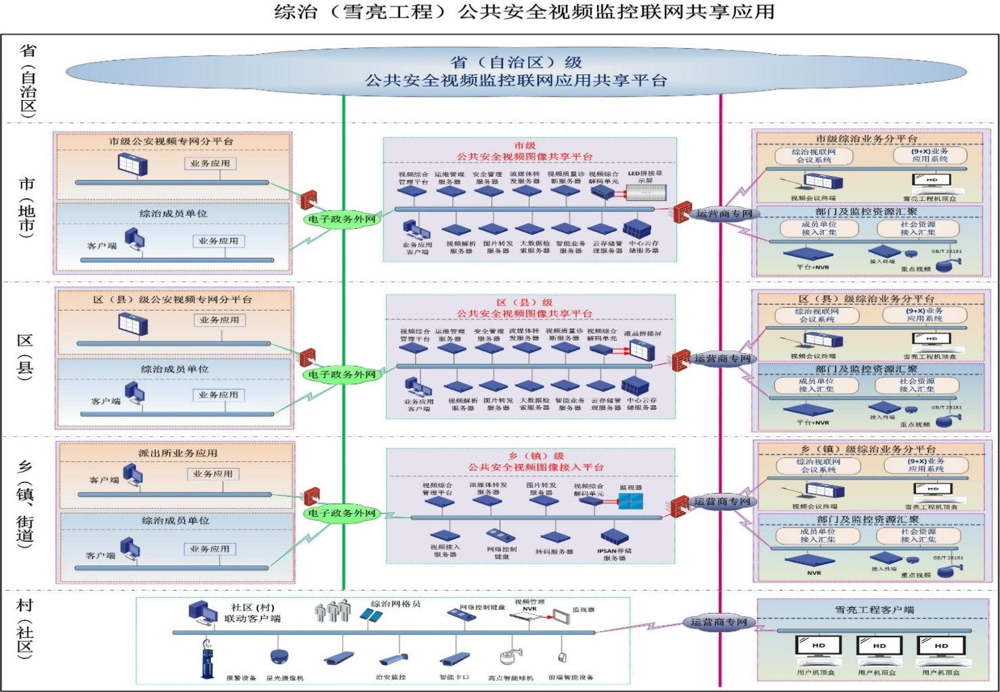 综治（雪亮工程）公共安全视频监控联网共享应用
省（自治区）
省（自治区）级
公共安全视频监控联网应用共享平台
市（地市）
市级公安视频专网分平台
业务应用
综治成员单位
客户端
业务应用
电子政务外网
市级
公共安全视频图像共享平台
视频综合
管理平台
运维管理
服务器
安全管理
服务器
流媒体转
发服务器
视频质量诊
断服务器
视频综合
解码单元
LED拼接显
示屏
业务应用
客户端
视频解析
服务器
图片转发
服务器
大数据检
索服务器
智能业务
服务器
云存储管
理服务器
中心云存
储服务器
运营商专网
市级综治业务分平台
综治视联网
会议系统
(9+X)业务
应用系统
HD
视频会议终端
雪亮工程机顶盒
部门及监控资源汇聚
成员单位
接入汇集
社会资源
接入汇集
平台+NVR
接入终端
GB/T 28181
重点视频
区（县）
区（县）级公安视频专网分平台
业务应用
综治成员单位
客户端
业务应用
电子政务外网
区（县）级
公共安全视频图像共享平台
视频综合
管理平台
运维管理
服务器
安全管理
服务器
流媒体转
发服务器
视频质量诊
断服务器
视频综合
解码单元
液晶拼接屏
业务应用
客户端
视频解析
服务器
图片转发
服务器
大数据检
索服务器
智能业务
服务器
云存储管
理服务器
中心云存
储服务器
运营商专网
区（县）级综治业务分平台
综治视联网
会议系统
(9+X)业务
应用系统
HD
视频会议终端
雪亮工程机顶盒
部门及监控资源汇聚
成员单位
接入汇集
社会资源
接入汇集
平台+NVR
接入终端
GB/T 28181
重点视频
乡（镇、街道）
派出所业务应用
客户端
业务应用
综治成员单位
客户端
业务应用
电子政务外网
乡（镇）级
公共安全视频图像接入平台
视频综合
管理平台
流媒体转发
服务器
图片转发
服务器
视频综合
解码单元
监视器
视频接入
服务器
网络控制
键盘
转码服务器
IPSAN存储
服务器
运营商专网
乡（镇）级综治业务分平台
综治视联网
会议系统
(9+X)业务
应用系统
HD
视频会议终端
雪亮工程机顶盒
部门及监控资源汇聚
成员单位
接入汇集
社会资源
接入汇集
NVR
接入终端
GB/T 28181
重点视频
村（社区）
社区 (村)
联动客户端
综治网格员
网络控制键盘
视频管理
NVR
监视器
报警设备
星光摄像机
治安监控
智能卡口
高点智能球机
前端智能设备
运营商专网
雪亮工程客户端
HD
HD
HD
用户机顶盒
用户机顶盒
用户机顶盒